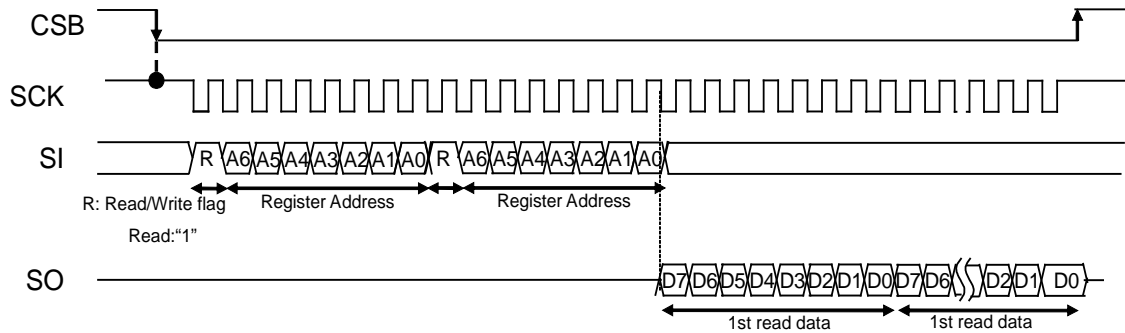 CSB
SCK
SI R A6 A5 A4 A3 A2 A1 A0 R A6 A5 A4 A3 A2 A1 A0
R: Read/Write flag Register Address Register Address
Read:“1”
SO D7 D6 D5 D4 D3 D2 D1 D0 D7 D6 D2 D1 D0
1st read data 1st read data